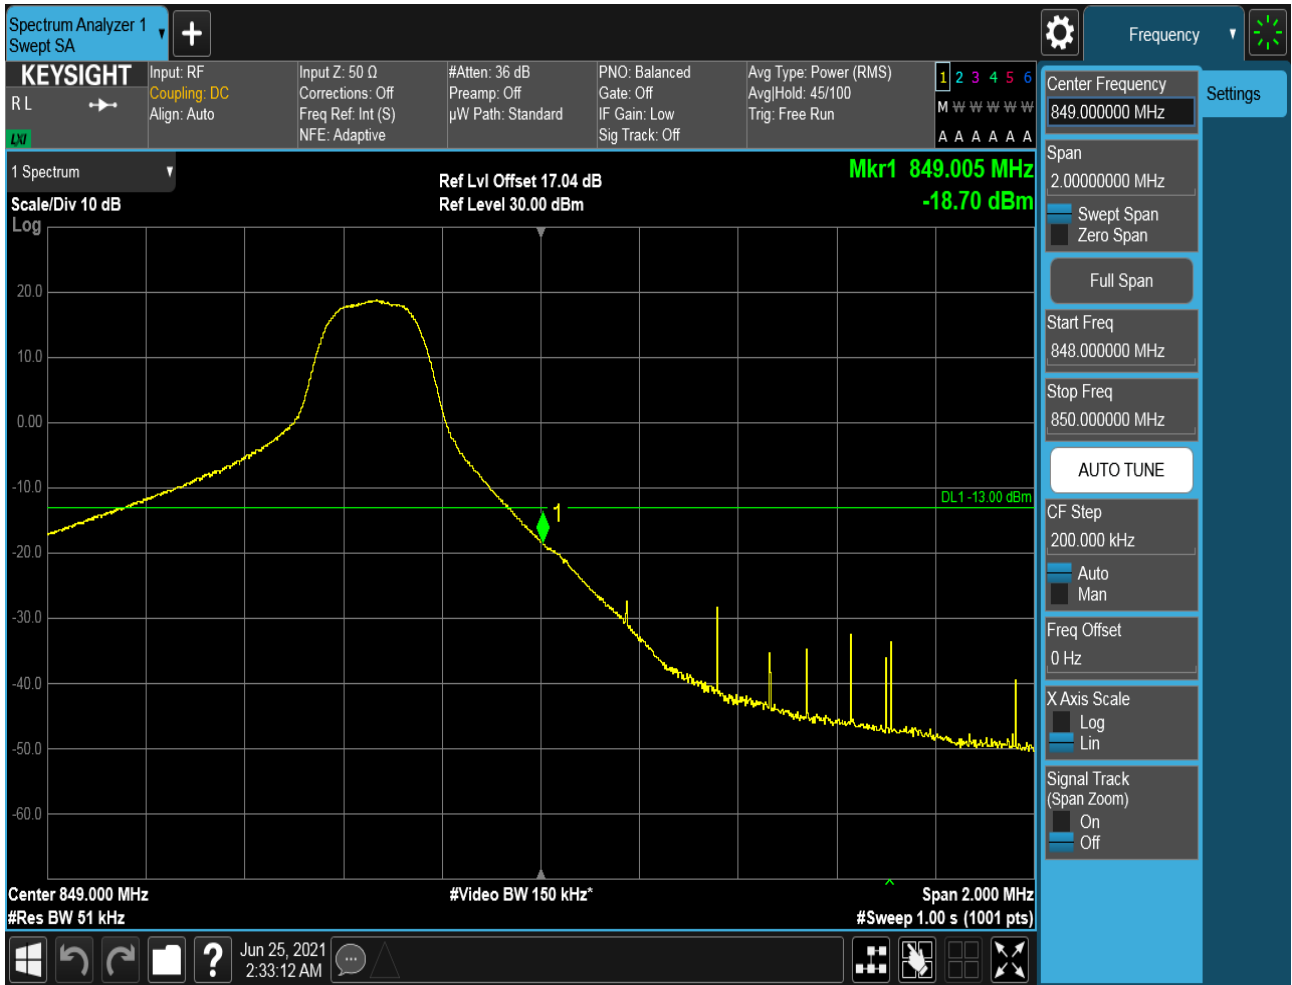 Spectrum Analyzer 1
Swept SA
Frequency
KEYSIGHT
R L
LXI
Input: RF
Coupling: DC
Align: Auto
Input Z: 50 Ω
Corrections: Off
Freq Ref: Int (S)
NFE: Adaptive
#Atten: 36 dB
Preamp: Off
µW Path: Standard
PNO: Balanced
Gate: Off
IF Gain: Low
Sig Track: Off
Avg Type: Power (RMS)
Avg|Hold: 45/100
Trig: Free Run
1 2 3 4 5 6
M W W W W W
A A A A A A
1 Spectrum
Scale/Div 10 dB
Log
Ref Lvl Offset 17.04 dB
Ref Level 30.00 dBm
Mkr1 849.005 MHz
-18.70 dBm
20.0
10.0
0.00
-10.0
-20.0
-30.0
-40.0
-50.0
-60.0
DL1 -13.00 dBm
1
Center 849.000 MHz
#Res BW 51 kHz
#Video BW 150 kHz*
Span 2.000 MHz
#Sweep 1.00 s (1001 pts)
Jun 25, 2021
2:33:12 AM
?
Center Frequency
849.000000 MHz
Settings
Span
2.00000000 MHz
Swept Span
Zero Span
Full Span
Start Freq
848.000000 MHz
Stop Freq
850.000000 MHz
AUTO TUNE
CF Step
200.000 kHz
Auto
Man
Freq Offset
0 Hz
X Axis Scale
Log
Lin
Signal Track
(Span Zoom)
On
Off